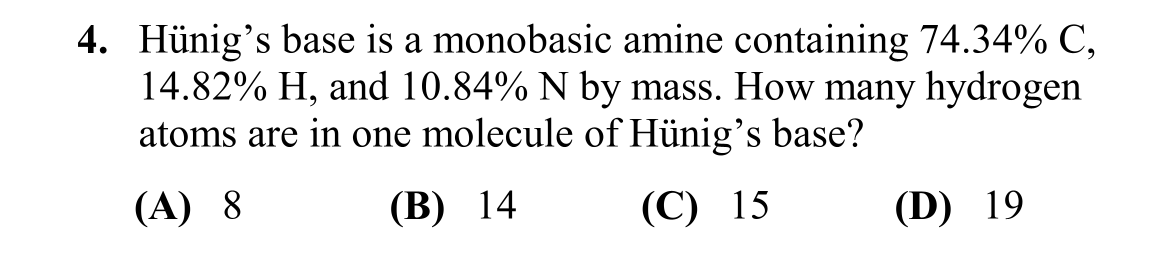 4. Hünig’s base is a monobasic amine containing 74.34% C,
14.82% H, and 10.84% N by mass. How many hydrogen
atoms are in one molecule of Hünig’s base?
(A) 8 (B) 14 (C) 15 (D) 19